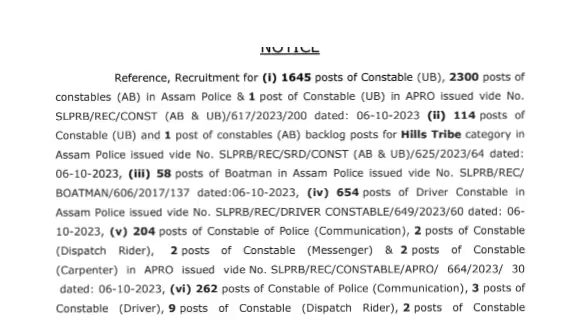 NOTICE
Reference, Recruitment for (i) 1645 posts of Constable (UB), 2300 posts of
constables (AB) in Assam Police & 1 post of Constable (UB) in APRO issued vide No.
SLPRB/REC/CONST (AB & UB)/617/2023/200 dated: 06-10-2023 (ii) 114 posts of
Constable (UB) and 1 post of constables (AB) backlog posts for Hills Tribe category in
Assam Police issued vide No. SLPRB/REC/SRD/CONST (AB & UB)/625/2023/64 dated:
06-10-2023, (iii) 58 posts of Boatman in Assam Police issued vide No. SLPRB/REC/
BOATMAN/606/2017/137 dated:06-10-2023, (iv) 654 posts of Driver Constable in
Assam Police issued vide No. SLPRB/REC/DRIVER CONSTABLE/649/2023/60 dated: 06-
10-2023, (v) 204 posts of Constable of Police (Communication), 2 posts of Constable
(Dispatch Rider), 2 posts of Constable (Messenger) & 2 posts of Constable
(Carpenter) in APRO issued vide No. SLPRB/REC/CONSTABLE/APRO/ 664/2023/ 30
dated: 06-10-2023, (vi) 262 posts of Constable of Police (Communication), 3 posts of
Constable (Driver), 9 posts of Constable (Dispatch Rider), 2 posts of Constable